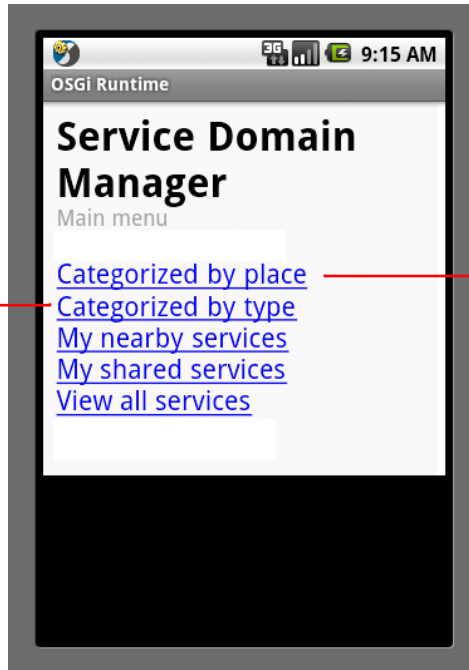 3G 9:15 AM
OSGi Runtime
Service Domain
Manager
Main menu
Categorized by place
Categorized by type
My nearby services
My shared services
View all services